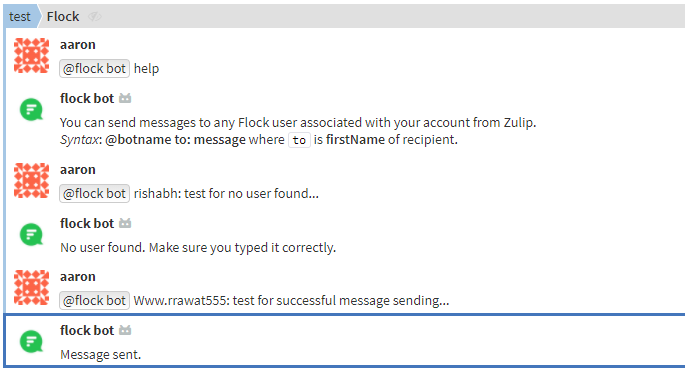 test Flock
aaron
@flock bot help
flock bot
You can send messages to any Flock user associated with your account from Zulip.
Syntax: @botname to: message where to is firstName of recipient.
aaron
@flock bot rishabh: test for no user found...
flock bot
No user found. Make sure you typed it correctly.
aaron
@flock bot Www.rrawat555: test for successful message sending...
flock bot
Message sent.